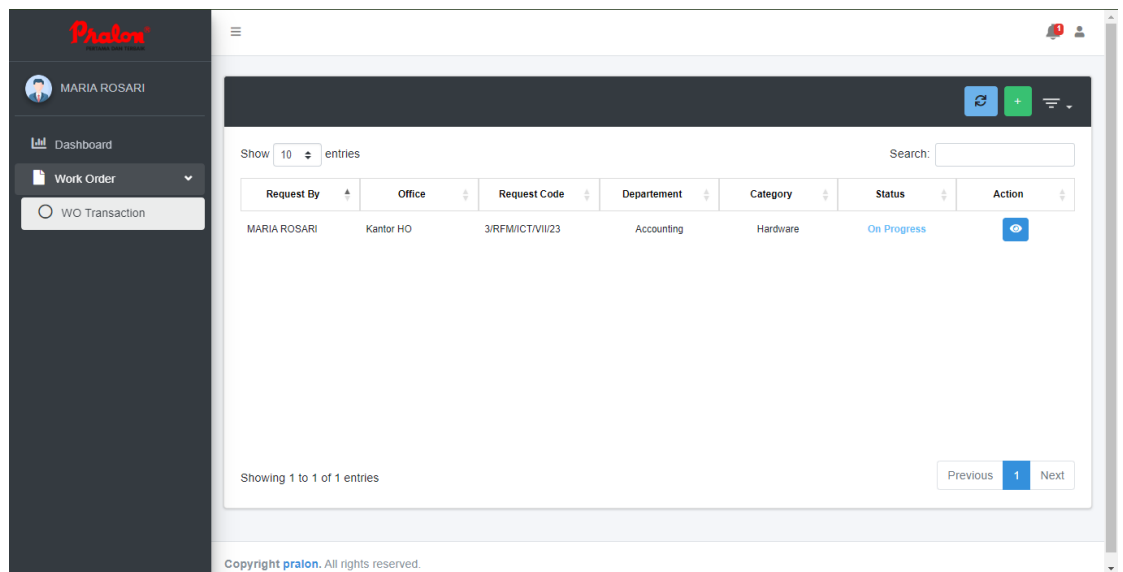 Pralon
1
MARIA ROSARI
Dashboard
Work Order
WO Transaction
+
Show 10 entries
Search:
Request By Office Request Code Departement Category Status Action
MARIA ROSARI Kantor HO 3/RFM/ICT/VII/23 Accounting Hardware On Progress
Showing 1 to 1 of 1 entries
Previous 1 Next
Copyright pralon. All rights reserved.